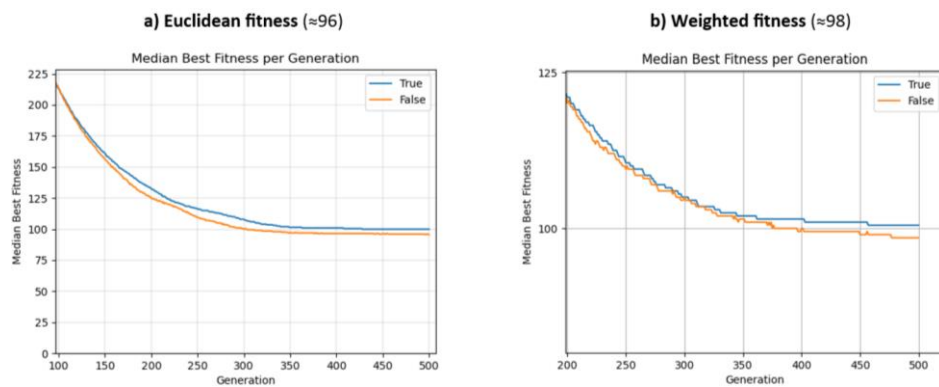 a) Euclidean fitness (≈96)
Median Best Fitness per Generation
225
200
175
150
125
100
75
50
25
0
Median Best Fitness
True
False
100 150 200 250 300 350 400 450 500
Generation
b) Weighted fitness (≈98)
Median Best Fitness per Generation
125
100
Median Best Fitness
True
False
200 250 300 350 400 450 500
Generation